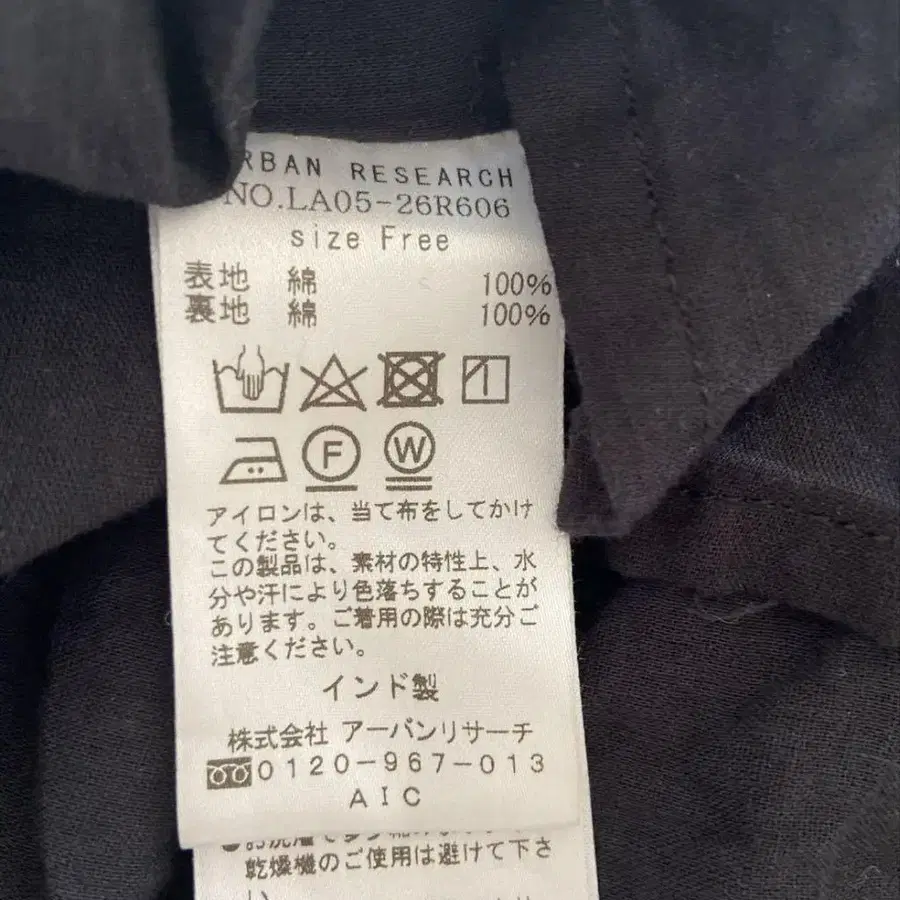 RBAN RESEARCH
NO.LA05-26R606
size Free
表地 綿 100%
裏地 綿 100%
F W
アイロンは、当て布をしてかけ
てください。
この製品は、素材の特性上、水
分や汗により色落ちすることが
あります。ご着用の際は充分ご
注意ください。
インド製
株式会社 アーバンリサーチ
0120-967-013
AIC
乾燥機のご使用は避けて下さ
い